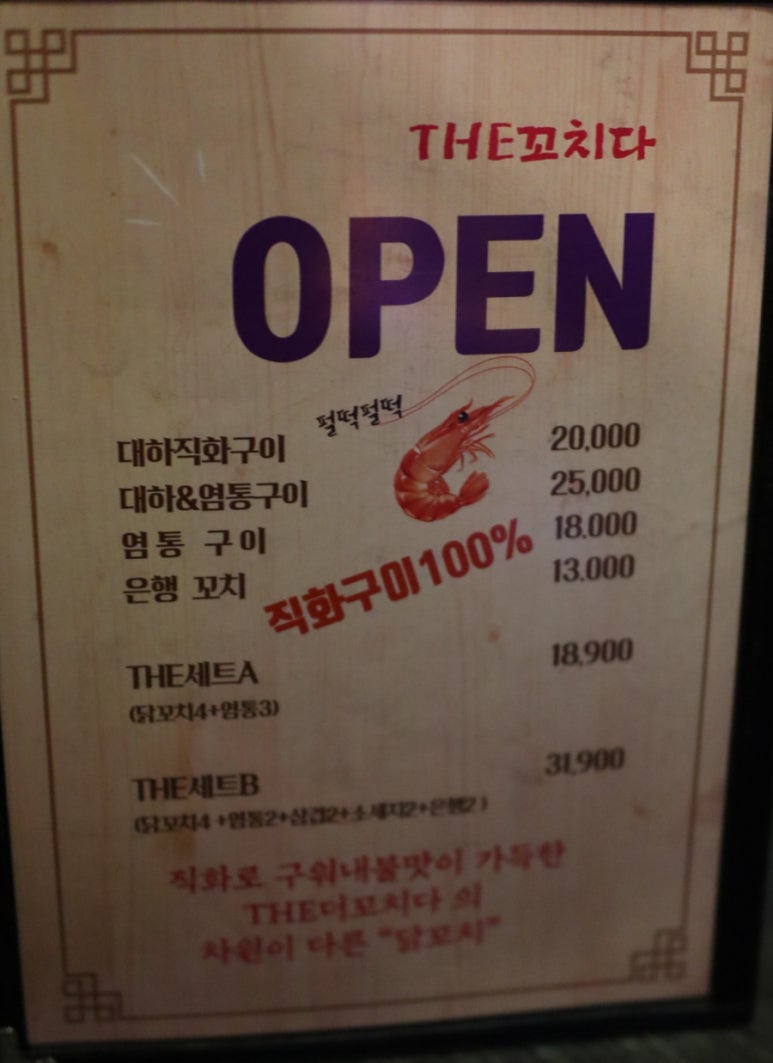 THE꼬치다
OPEN
펄떡펄떡
대하직화구이 20,000
대하&염통구이 25,000
염통 구이 18.000
은행 꼬치 13.000
직화구이100%
THE세트A 18,900
(닭꼬치4+염통3)
THE세트B 31,900
(닭꼬치4 +염통2+삼겹2+소세지2+은행2)
직화로 구워내불맛이 가득한
THE더꼬치다 의
차원이 다른 "닭꼬치"